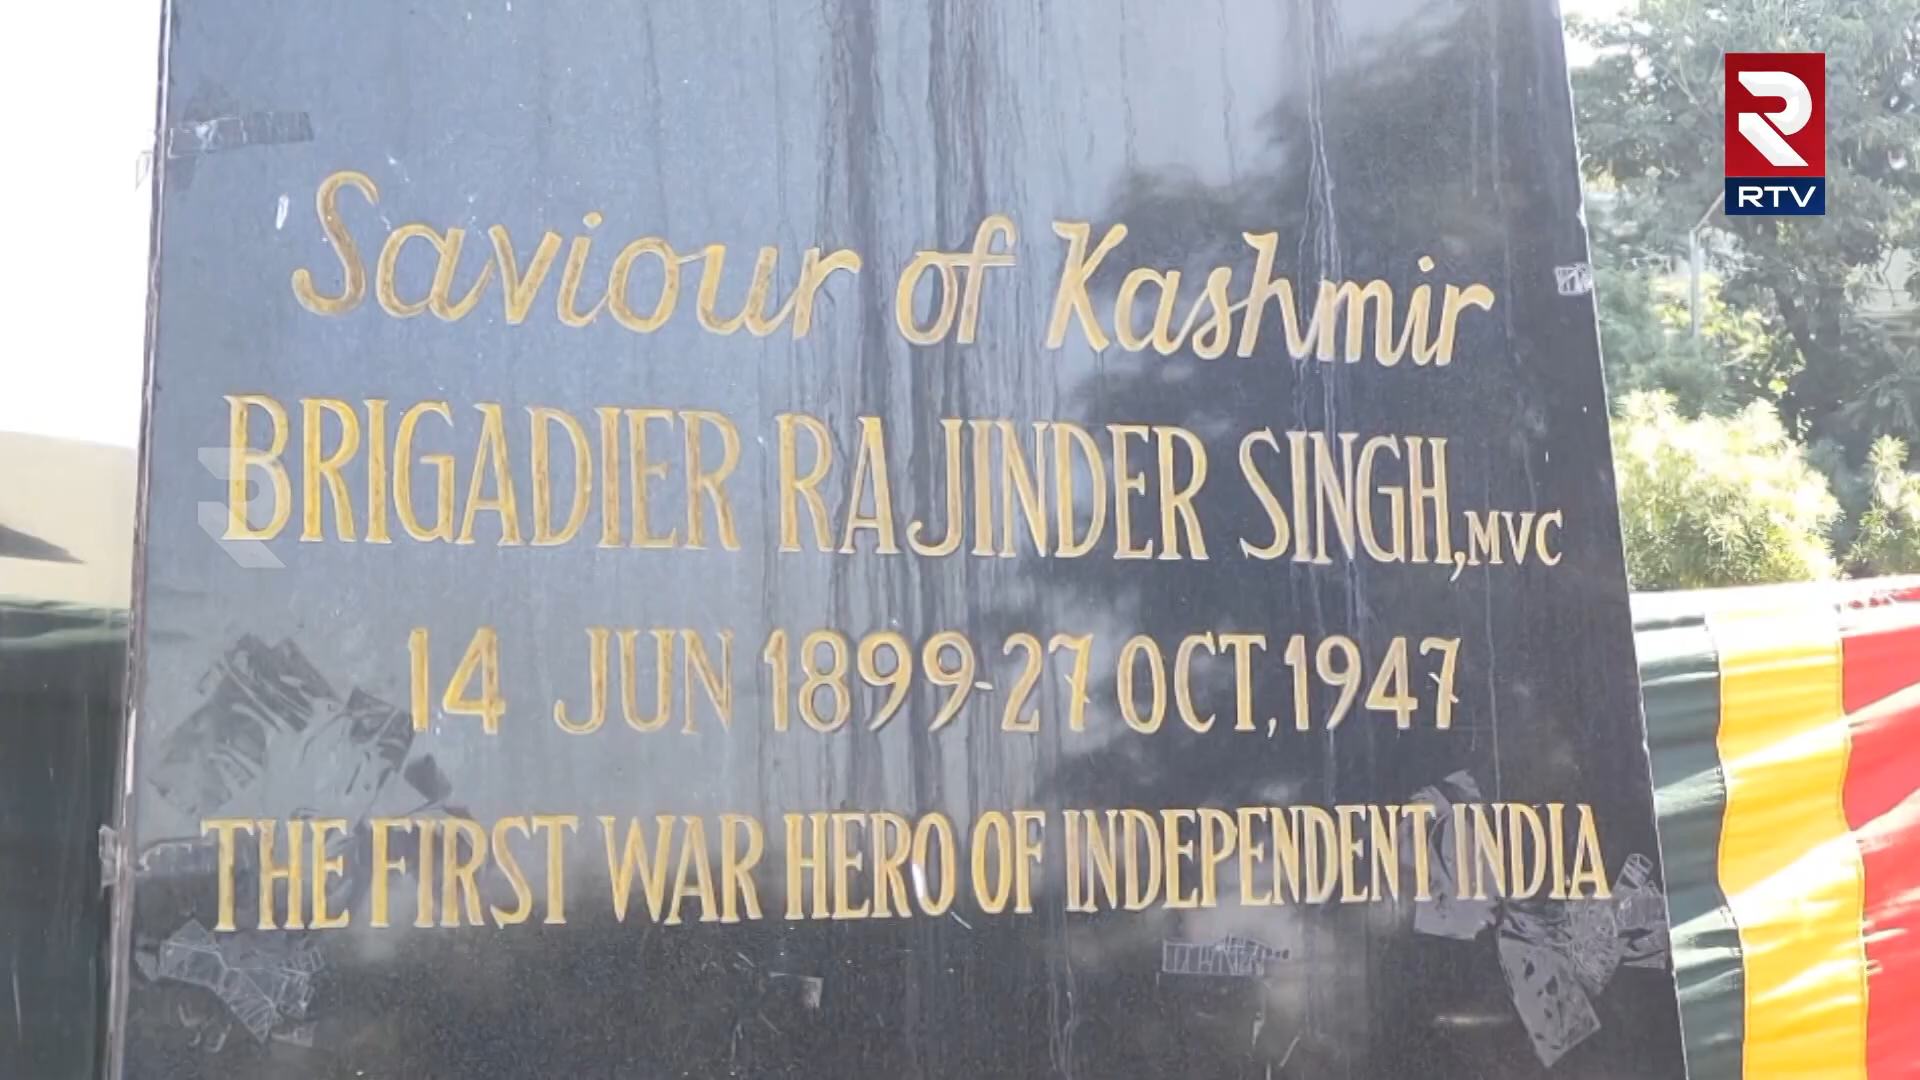 RTV
Saviour of Kashmir
BRIGADIER RAJINDER SINGH, MVC
14 JUN 1899-27 OCT, 1947
THE FIRST WAR HERO OF INDEPENDENT INDIA